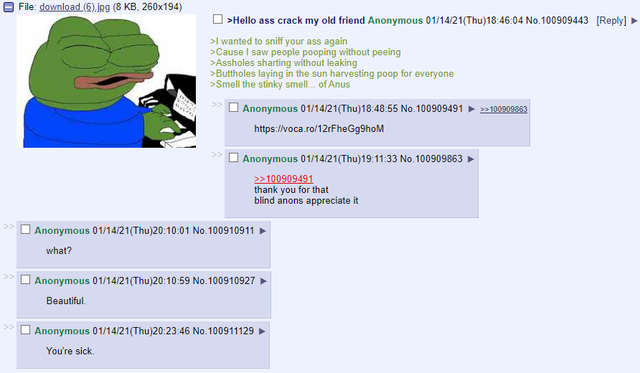 File: download (6).jpg (8 KB, 260x194)
>Hello ass crack my old friend Anonymous 01/14/21(Thu)18:46:04 No.100909443 [Reply] ▶
>I wanted to sniff your ass again
>Cause I saw people pooping without peeing
>Assholes sharting without leaking
>Buttholes laying in the sun harvesting poop for everyone
>Smell the stinky smell... of Anus
>> Anonymous 01/14/21(Thu)18:48:55 No.100909491 ▶ >>100909863
https://voca.ro/12rFheGg9hoM
>> Anonymous 01/14/21(Thu)19:11:33 No.100909863 ▶
>>100909491
thank you for that
blind anons appreciate it
>> Anonymous 01/14/21(Thu)20:10:01 No.100910911 ▶
what?
>> Anonymous 01/14/21(Thu)20:10:59 No.100910927 ▶
Beautiful.
>> Anonymous 01/14/21(Thu)20:23:46 No.100911129 ▶
You're sick.